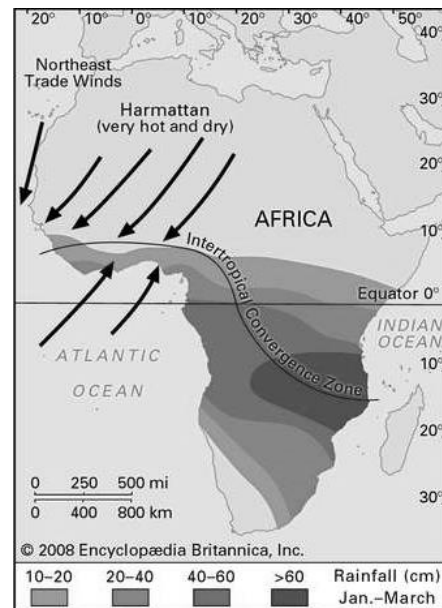 20° 10° 0° 10° 20° 30° 40° 50°
40°
Northeast
Trade Winds
30°
Harmattan
(very hot and dry)
20°
AFRICA
10°
Intertropical Convergence Zone
Equator 0°
INDIAN
OCEAN
ATLANTIC
OCEAN
10°
20°
30°
0 250 500 mi
0 400 800 km
© 2008 Encyclopædia Britannica, Inc.
10–20 20–40 40–60 >60 Rainfall (cm)
Jan.–March